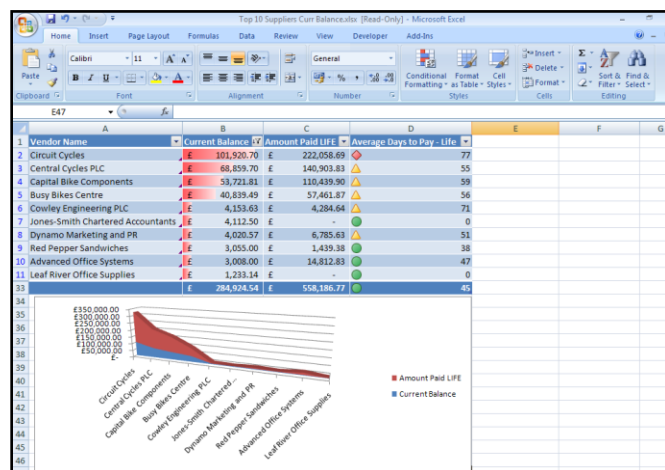 Top 10 Suppliers Curr Balance.xlsx [Read-Only] - Microsoft Excel
Home Insert Page Layout Formulas Data Review View Developer Add-Ins
Paste
Calibri 11 A A
B I U A
General
% ,
Conditional Formatting
Format as Table
Cell Styles
Insert
Delete
Format
Σ
Sort & Filter
Find & Select
Clipboard Font Alignment Number Styles Cells Editing
E47 fx
A B C D E F G
1 Vendor Name Current Balance Amount Paid LIFE Average Days to Pay - Life
2 Circuit Cycles £ 101,920.70 £ 222,058.69 77
3 Central Cycles PLC £ 68,859.70 £ 140,903.83 55
4 Capital Bike Components £ 53,721.81 £ 110,439.90 59
5 Busy Bikes Centre £ 40,839.49 £ 57,461.87 56
6 Cowley Engineering PLC £ 4,153.63 £ 4,284.64 71
7 Jones-Smith Chartered Accountants £ 4,112.50 £ - 0
8 Dynamo Marketing and PR £ 4,020.57 £ 6,785.63 51
9 Red Pepper Sandwiches £ 3,055.00 £ 1,439.38 38
10 Advanced Office Systems £ 3,008.00 £ 14,812.83 47
11 Leaf River Office Supplies £ 1,233.14 £ - 0
33 £ 284,924.54 £ 558,186.77 45
34
35
36
37
38
39
40
41
42
43
44
45
46
£350,000.00
£300,000.00
£250,000.00
£200,000.00
£150,000.00
£100,000.00
£50,000.00
£-
Circuit Cycles
Central Cycles PLC
Capital Bike Components
Busy Bikes Centre
Cowley Engineering PLC
Jones-Smith Chartered...
Dynamo Marketing and PR
Red Pepper Sandwiches
Advanced Office Systems
Leaf River Office Supplies
Amount Paid LIFE
Current Balance